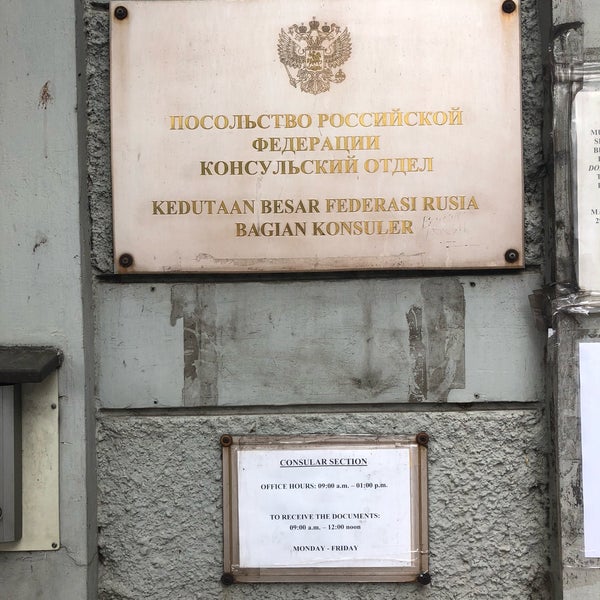 ПОСОЛЬСТВО РОССИЙСКОЙ
ФЕДЕРАЦИИ
КОНСУЛЬСКИЙ ОТДЕЛ
KEDUTAAN BESAR FEDERASI RUSIA
BAGIAN KONSULER
CONSULAR SECTION
OFFICE HOURS: 09:00 a.m. – 01:00 p.m.
TO RECEIVE THE DOCUMENTS:
09:00 a.m. – 12:00 noon
MONDAY - FRIDAY